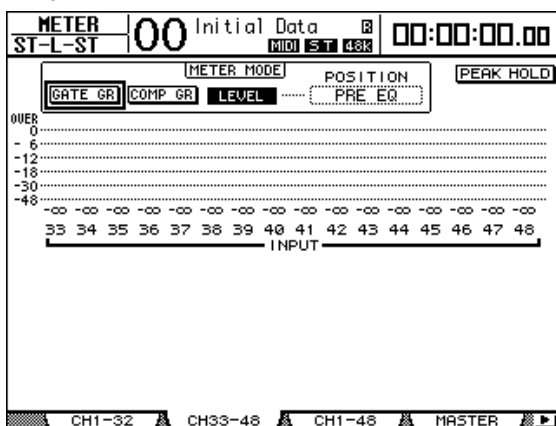 METER
ST-L-ST
00
Initial Data
R
MIDI ST 48k
00:00:00.00
METER MODE
GATE GR COMP GR LEVEL POSITION PRE EQ
PEAK HOLD
OVER
0
- 6
-12
-18
-30
-48
-∞ -∞ -∞ -∞ -∞ -∞ -∞ -∞ -∞ -∞ -∞ -∞ -∞ -∞ -∞ -∞
33 34 35 36 37 38 39 40 41 42 43 44 45 46 47 48
INPUT
CH1-32 CH33-48 CH1-48 MASTER